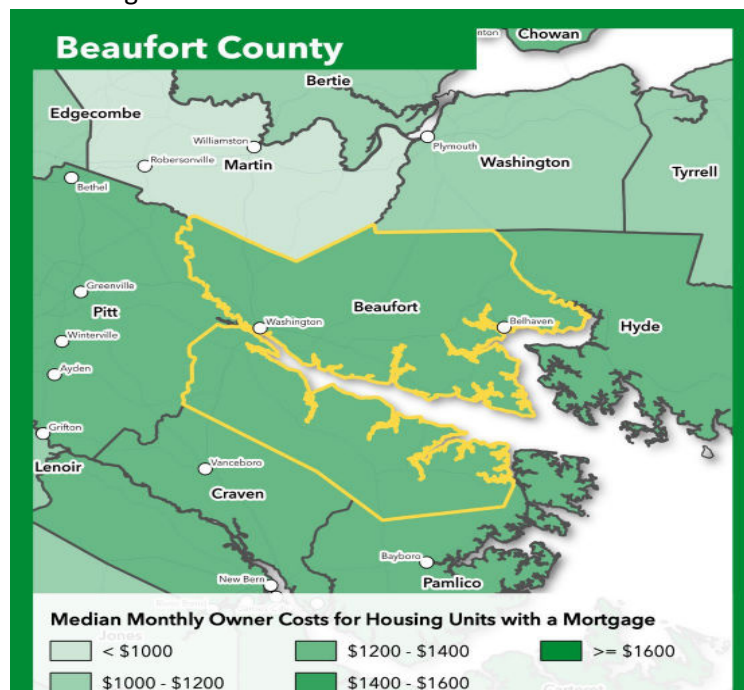 Beaufort County
Chowan
Bertie
Edgecombe
Williamston
Plymouth
Robersonville
Martin
Washington
Tyrrell
Bethel
Greenville
Pitt
Beaufort
Washington
Belhaven
Hyde
Winterville
Ayden
Grifton
Lenoir
Vanceboro
Craven
Bayboro
New Bern
Pamlico
Median Monthly Owner Costs for Housing Units with a Mortgage
Jones
< $1000
$1200 - $1400
>= $1600
$1000 - $1200
$1400 - $1600
Carteret